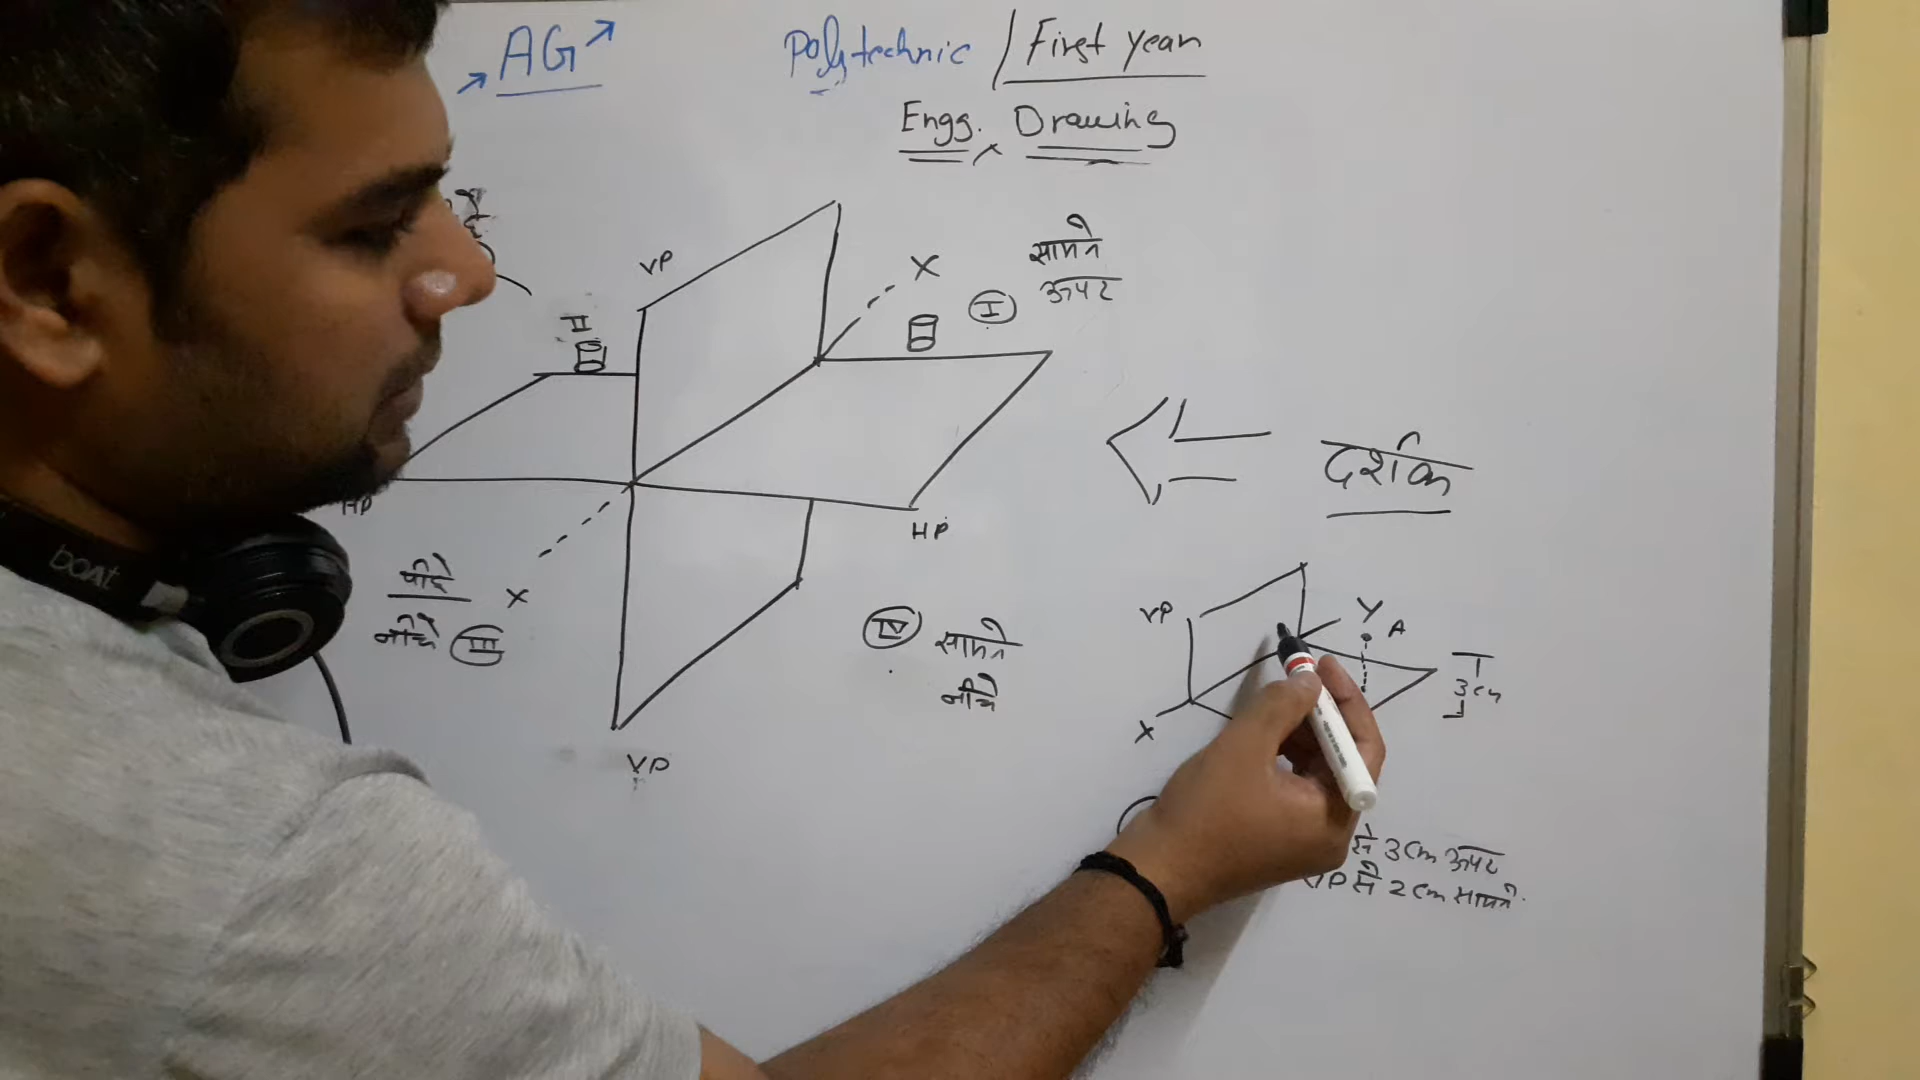 AG
Polytechnic / First year
Engg. Drawing
VP
X
I
सामने
ऊपर
II
दर्शक
HP
HP
पीछे
नीचे III
X
IV सामने
नीचे
VP
VP
Y
A
3cm
X
से 3cm ऊपर
VP से 2cm सामने.
boat